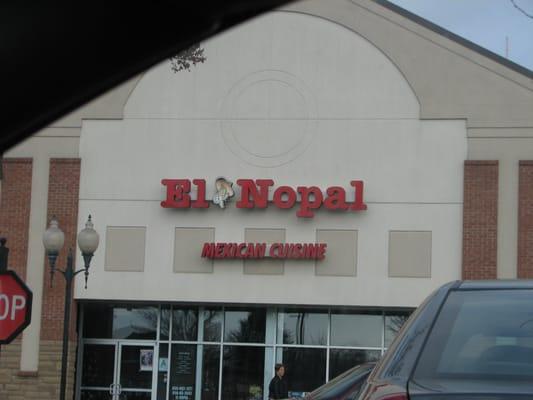 El Nopal
MEXICAN CUISINE
OP